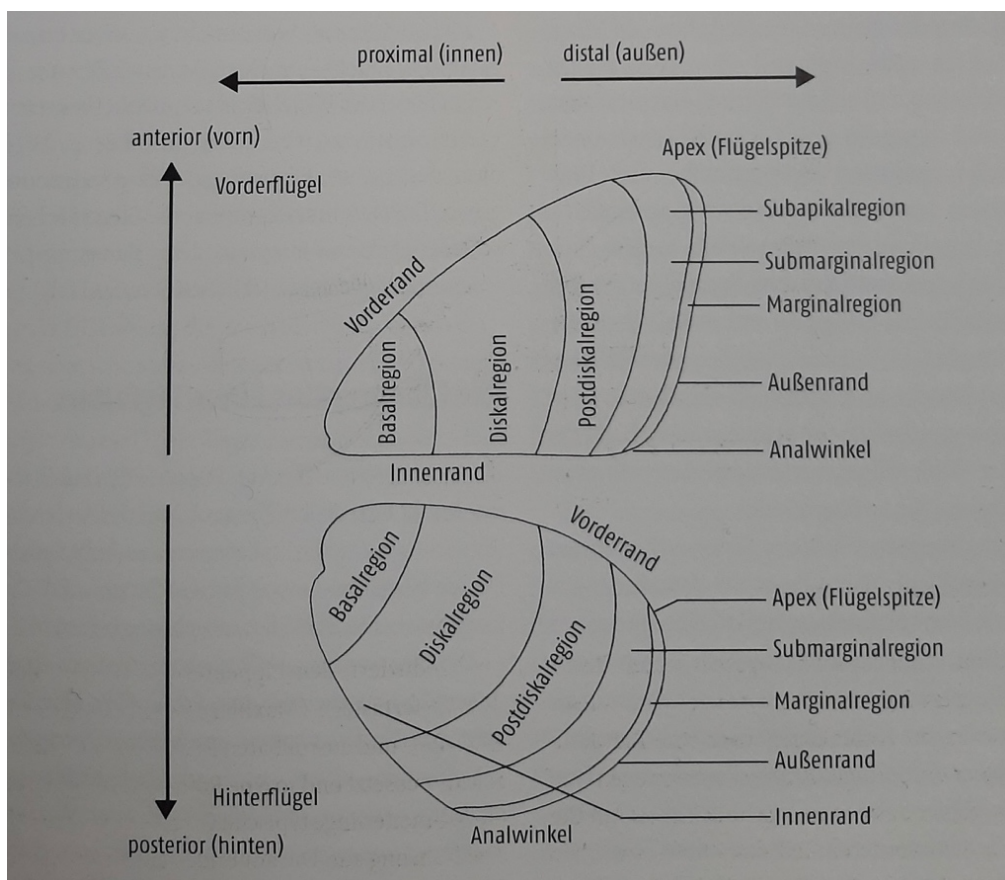 proximal (innen)
distal (außen)
anterior (vorn)
Vorderflügel
Apex (Flügelspitze)
Subapikalregion
Submarginalregion
Marginalregion
Außenrand
Analwinkel
Vorderrand
Basalregion
Diskalregion
Postdiskalregion
Innenrand
Vorderrand
Basalregion
Diskalregion
Postdiskalregion
Apex (Flügelspitze)
Submarginalregion
Marginalregion
Außenrand
Innenrand
Hinterflügel
Analwinkel
posterior (hinten)